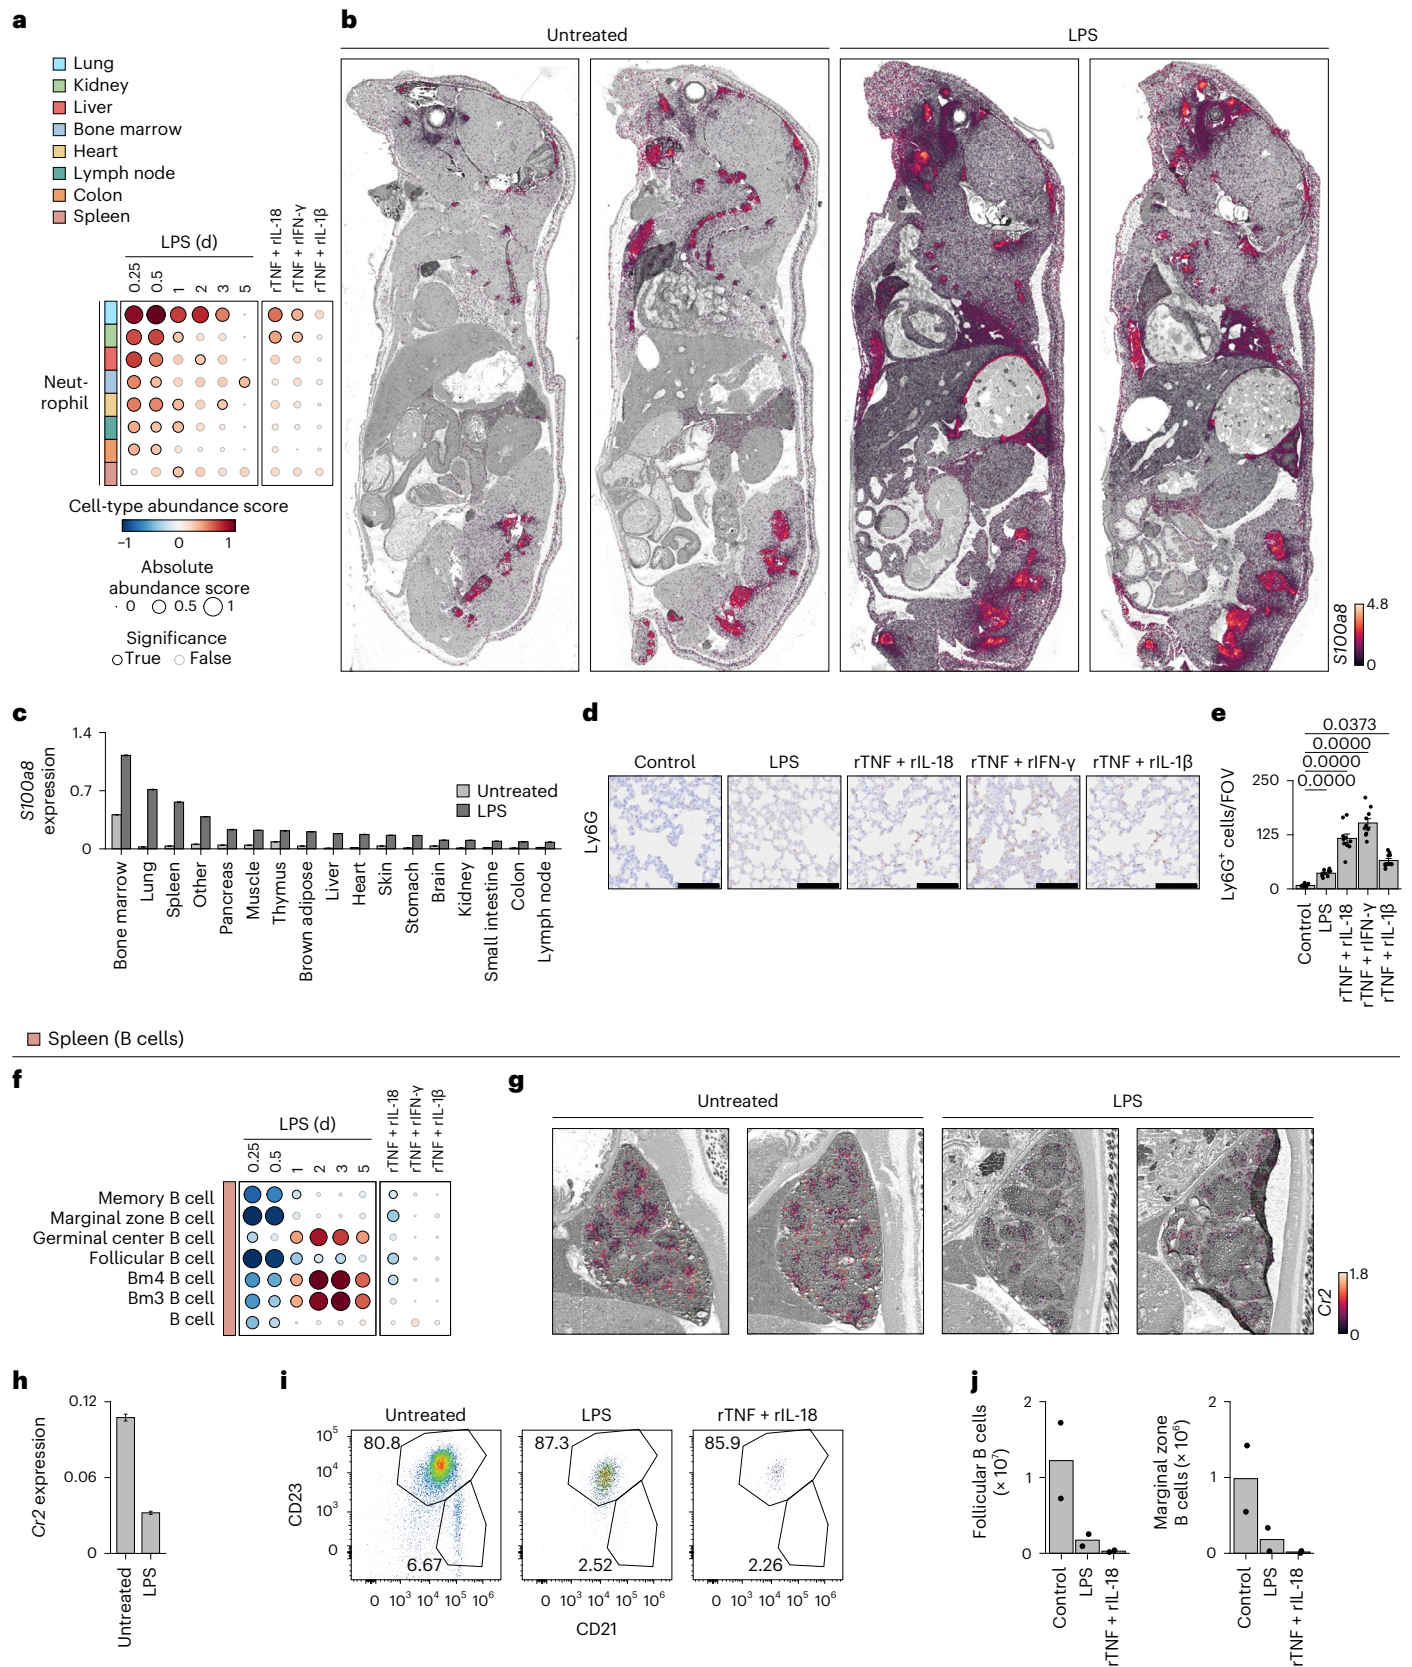 a
Lung
Kidney
Liver
Bone marrow
Heart
Lymph node
Colon
Spleen
LPS (d)
0.25
0.5
1
2
3
5
rTNF + rIL-18
rTNF + rIFN-γ
rTNF + rIL-1β
Neut-
rophil
Cell-type abundance score
−1
0
1
Absolute
abundance score
0
0.5
1
Significance
True
False
b
Untreated
LPS
S100a8
4.8
0
c
S100a8
expression
1.4
0.7
0
Untreated
LPS
Bone marrow
Lung
Spleen
Other
Pancreas
Muscle
Thymus
Brown adipose
Liver
Heart
Skin
Stomach
Brain
Kidney
Small intestine
Colon
Lymph node
d
Control
LPS
rTNF + rIL-18
rTNF + rIFN-γ
rTNF + rIL-1β
Ly6G
e
0.0373
0.0000
0.0000
0.0000
Ly6G+ cells/FOV
250
125
0
Control
LPS
rTNF + rIL-18
rTNF + rIFN-γ
rTNF + rIL-1β
Spleen (B cells)
f
LPS (d)
0.25
0.5
1
2
3
5
rTNF + rIL-18
rTNF + rIFN-γ
rTNF + rIL-1β
Memory B cell
Marginal zone B cell
Germinal center B cell
Follicular B cell
Bm4 B cell
Bm3 B cell
B cell
g
Untreated
LPS
Cr2
1.8
0
h
Cr2 expression
0.12
0.06
0
Untreated
LPS
i
Untreated
LPS
rTNF + rIL-18
CD23
10⁵
10⁴
10³
0
80.8
6.67
87.3
2.52
85.9
2.26
0 10³ 10⁴ 10⁵ 10⁶
0 10³ 10⁴ 10⁵ 10⁶
0 10³ 10⁴ 10⁵ 10⁶
CD21
j
Follicular B cells
(× 10⁷)
2
1
0
Control
LPS
rTNF + rIL-18
Marginal zone
B cells (× 10⁶)
2
1
0
Control
LPS
rTNF + rIL-18